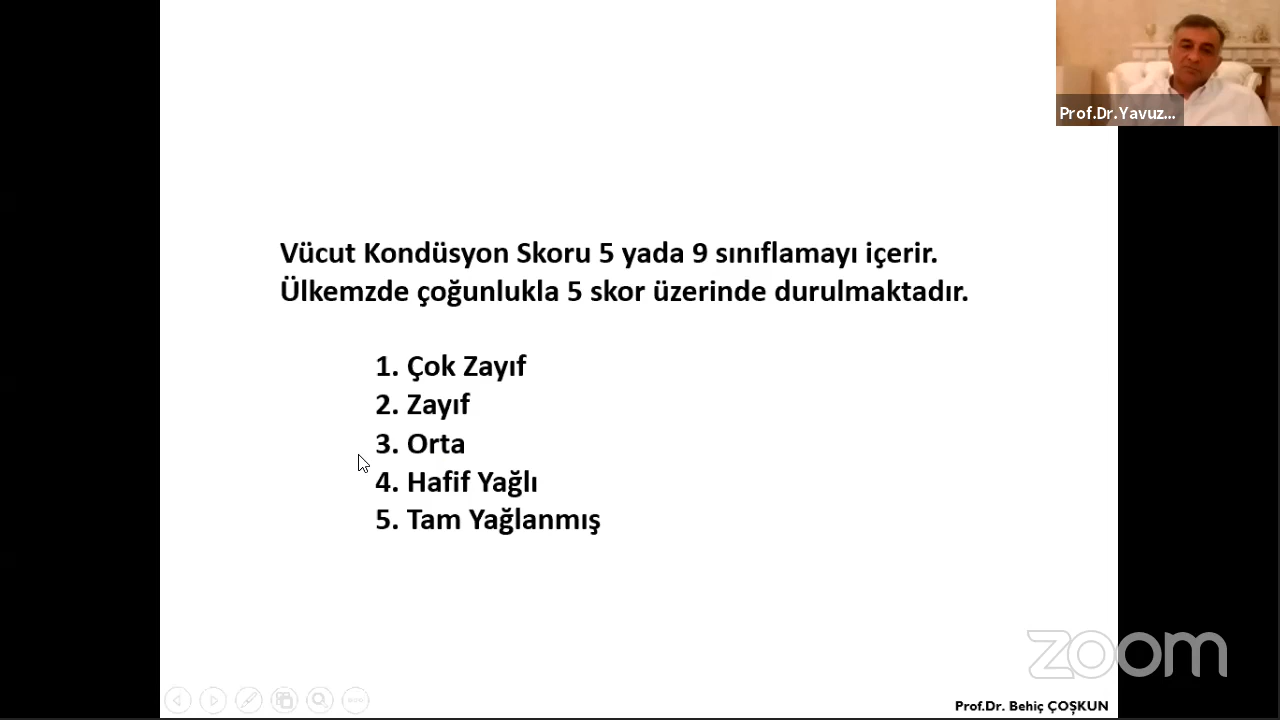 Prof.Dr.Yavuz...
Vücut Kondüsyon Skoru 5 yada 9 sınıflamayı içerir.
Ülkemzde çoğunlukla 5 skor üzerinde durulmaktadır.
1. Çok Zayıf
2. Zayıf
3. Orta
4. Hafif Yağlı
5. Tam Yağlanmış
zoom
Prof.Dr. Behiç ÇOŞKUN